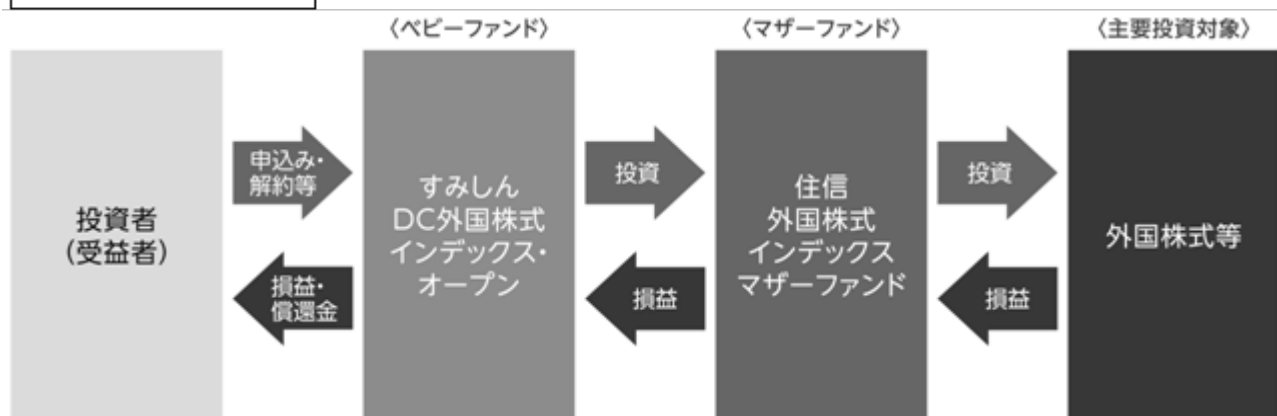 〈ベビーファンド〉
〈マザーファンド〉
〈主要投資対象〉
投資者
(受益者)
申込み・
解約等
損益・
償還金
すみしん
DC外国株式
インデックス・
オープン
投資
損益
住信
外国株式
インデックス
マザーファンド
投資
損益
外国株式等